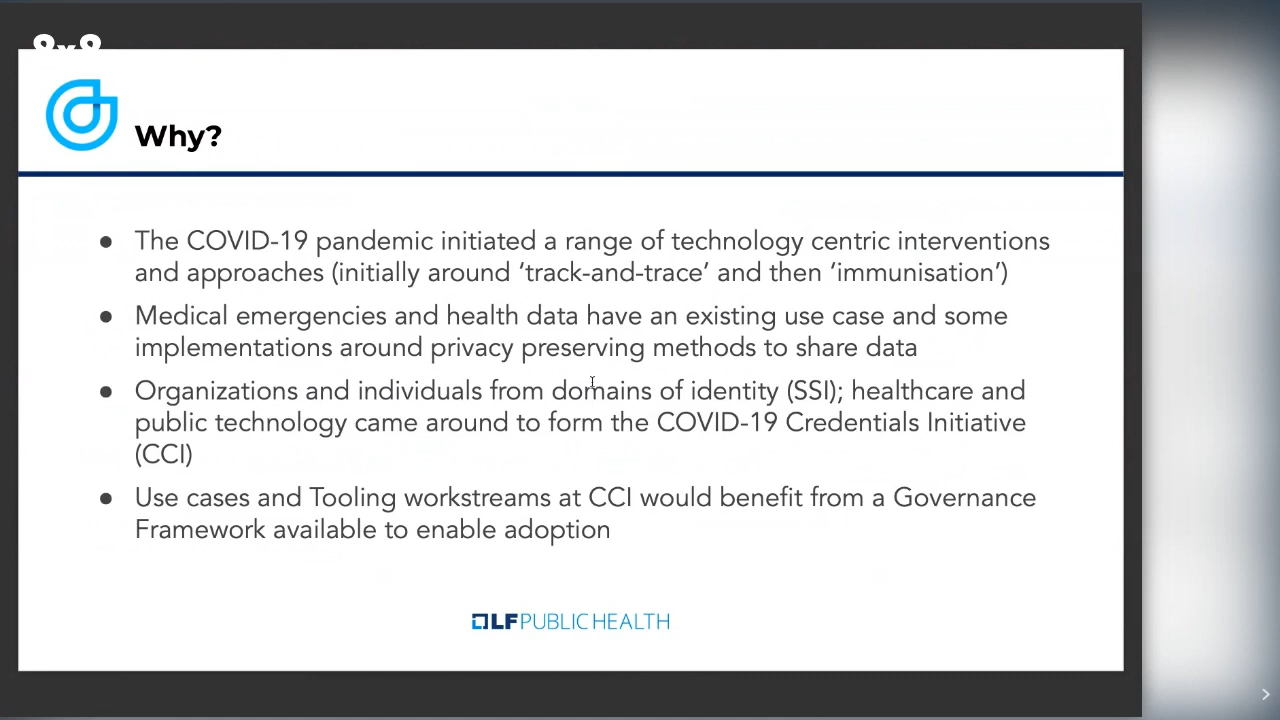 8x8
Why?
● The COVID-19 pandemic initiated a range of technology centric interventions
and approaches (initially around ‘track-and-trace’ and then ‘immunisation’)
● Medical emergencies and health data have an existing use case and some
implementations around privacy preserving methods to share data
● Organizations and individuals from domains of identity (SSI); healthcare and
public technology came around to form the COVID-19 Credentials Initiative
(CCI)
● Use cases and Tooling workstreams at CCI would benefit from a Governance
Framework available to enable adoption
LFPUBLICHEALTH